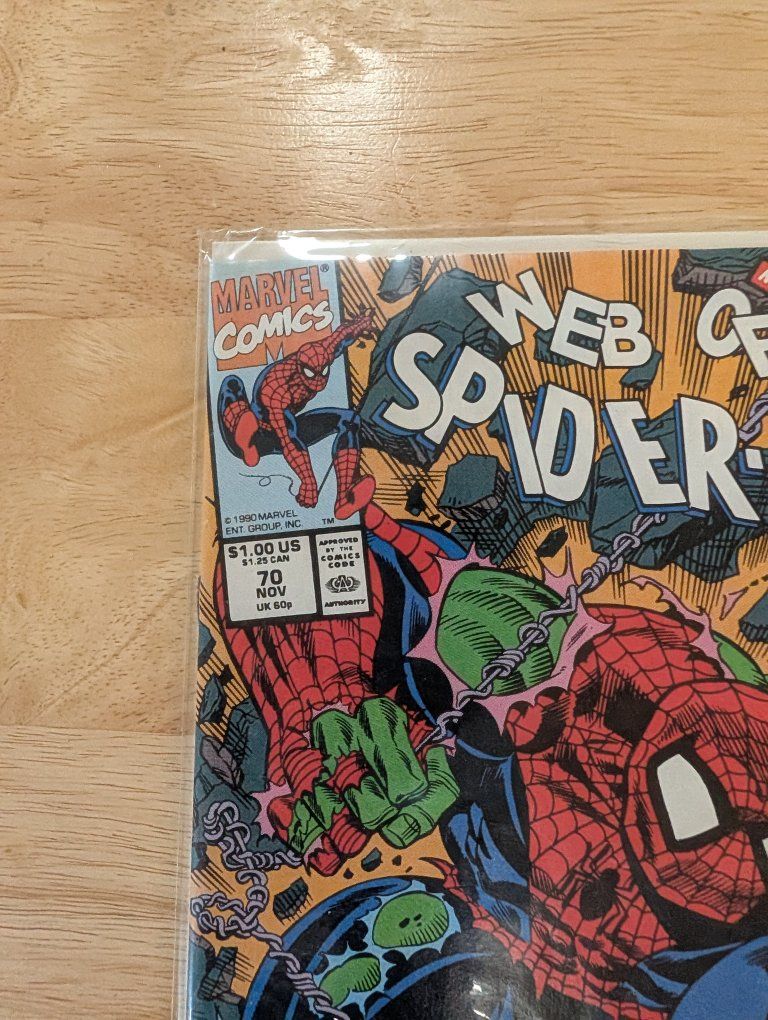 MARVEL®
COMICS
M
WEB OF
SPIDER-
© 1990 MARVEL
ENT. GROUP, INC
TM
$1.00 US
$1.25 CAN
70
NOV
UK 60p
APPROVED
BY THE
COMICS
CODE
CA
AUTHORITY